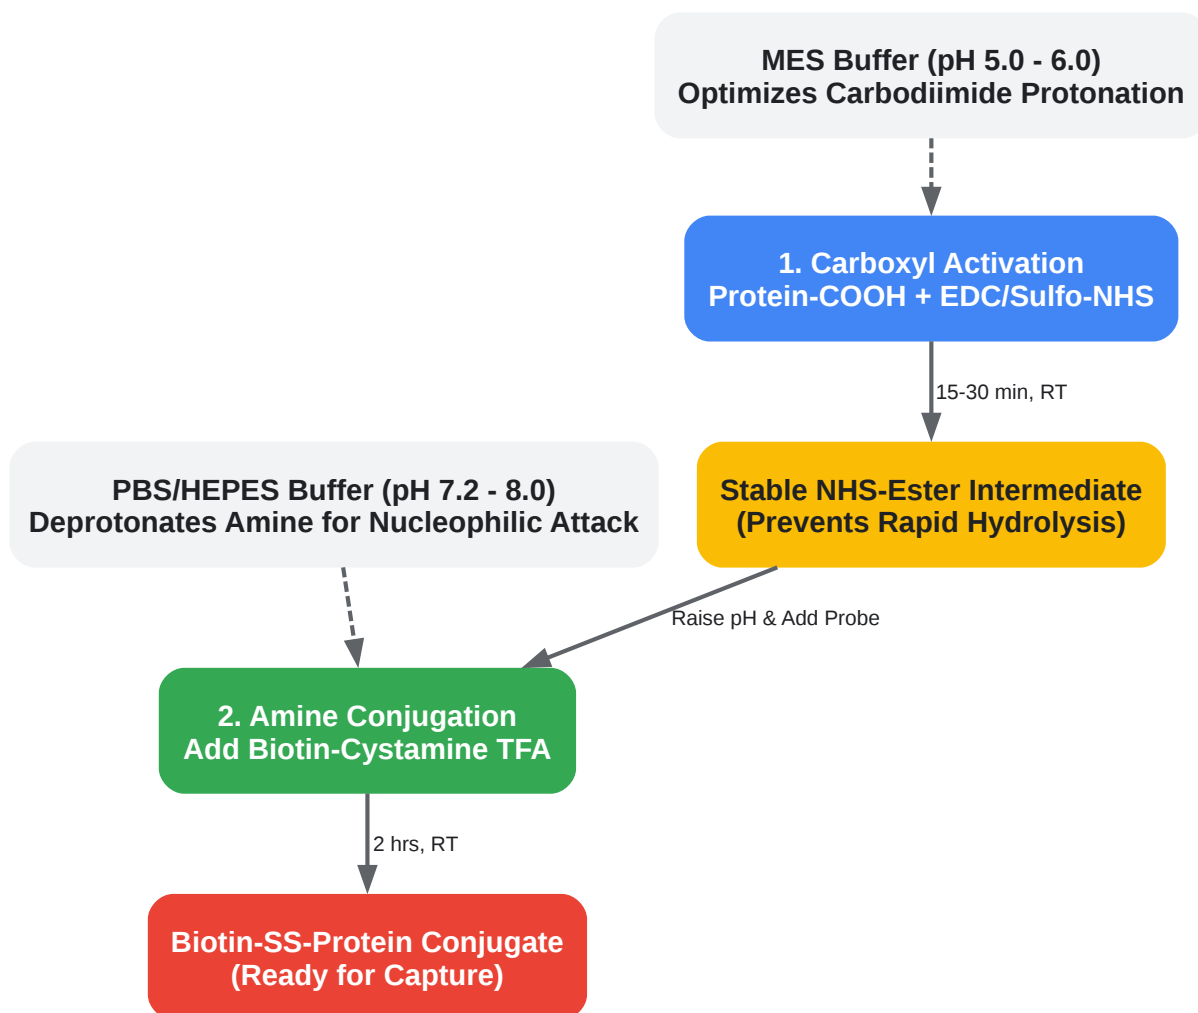 MES Buffer (pH 5.0 - 6.0)
Optimizes Carbodiimide Protonation
1. Carboxyl Activation
Protein-COOH + EDC/Sulfo-NHS
15-30 min, RT
Stable NHS-Ester Intermediate
(Prevents Rapid Hydrolysis)
PBS/HEPES Buffer (pH 7.2 - 8.0)
Deprotonates Amine for Nucleophilic Attack
Raise pH & Add Probe
2. Amine Conjugation
Add Biotin-Cystamine TFA
2 hrs, RT
Biotin-SS-Protein Conjugate
(Ready for Capture)